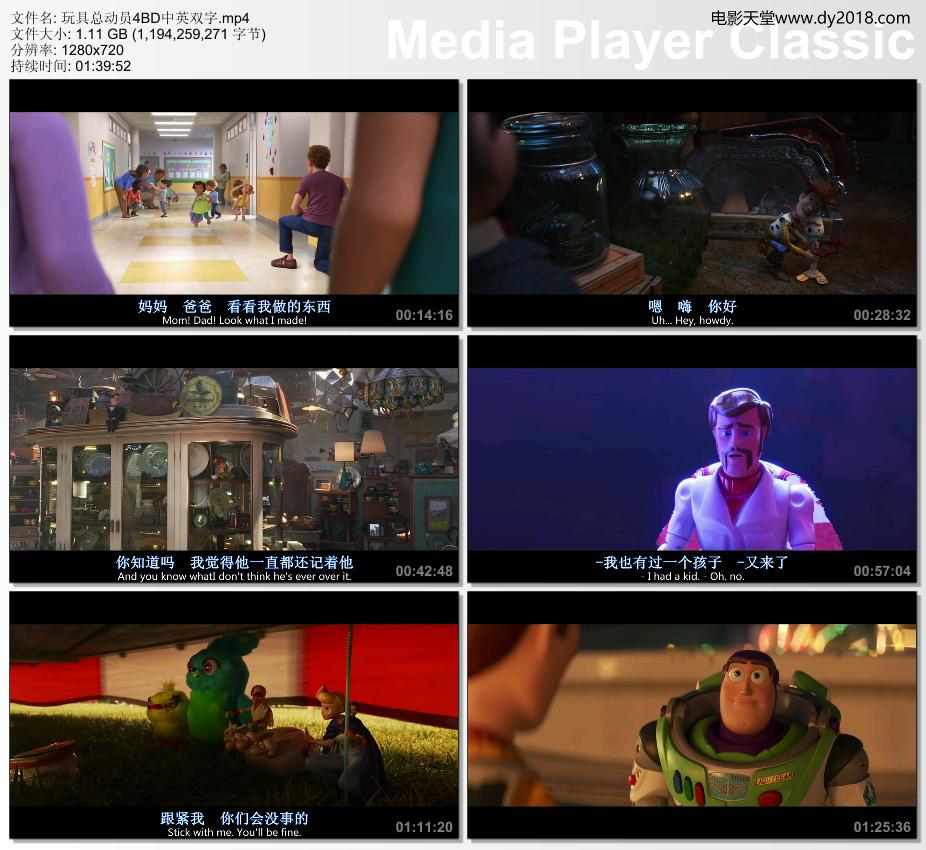 文件名: 玩具总动员4BD中英双字.mp4
电影天堂www.dy2018.com
文件大小: 1.11 GB (1,194,259,271 字节)
分辨率: 1280x720
Media Player Classic
持续时间: 01:39:52
妈妈 爸爸 看看我做的东西
Mom! Dad! Look what I made!
00:14:16
嗯 嗨 你好
Uh... Hey, howdy.
00:28:32
你知道吗 我觉得他一直都还记着他
And you know whatI don't think he's ever over it.
00:42:48
-我也有过一个孩子 -又来了
- I had a kid. - Oh. no.
00:57:04
跟紧我 你们会没事的
Stick with me. You'll be fine.
01:11:20
01:25:36